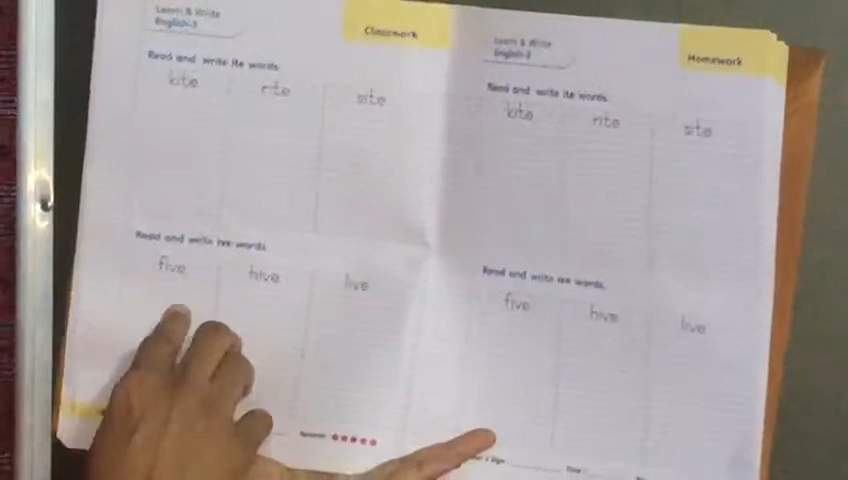 Learn & Write
English-3
Classwork
Read and write ite words.
kite rite site
Read and write ive words.
five hive live
Learn & Write
English-3
Homework
Read and write ite words.
kite rite site
Read and write ive words.
five hive live